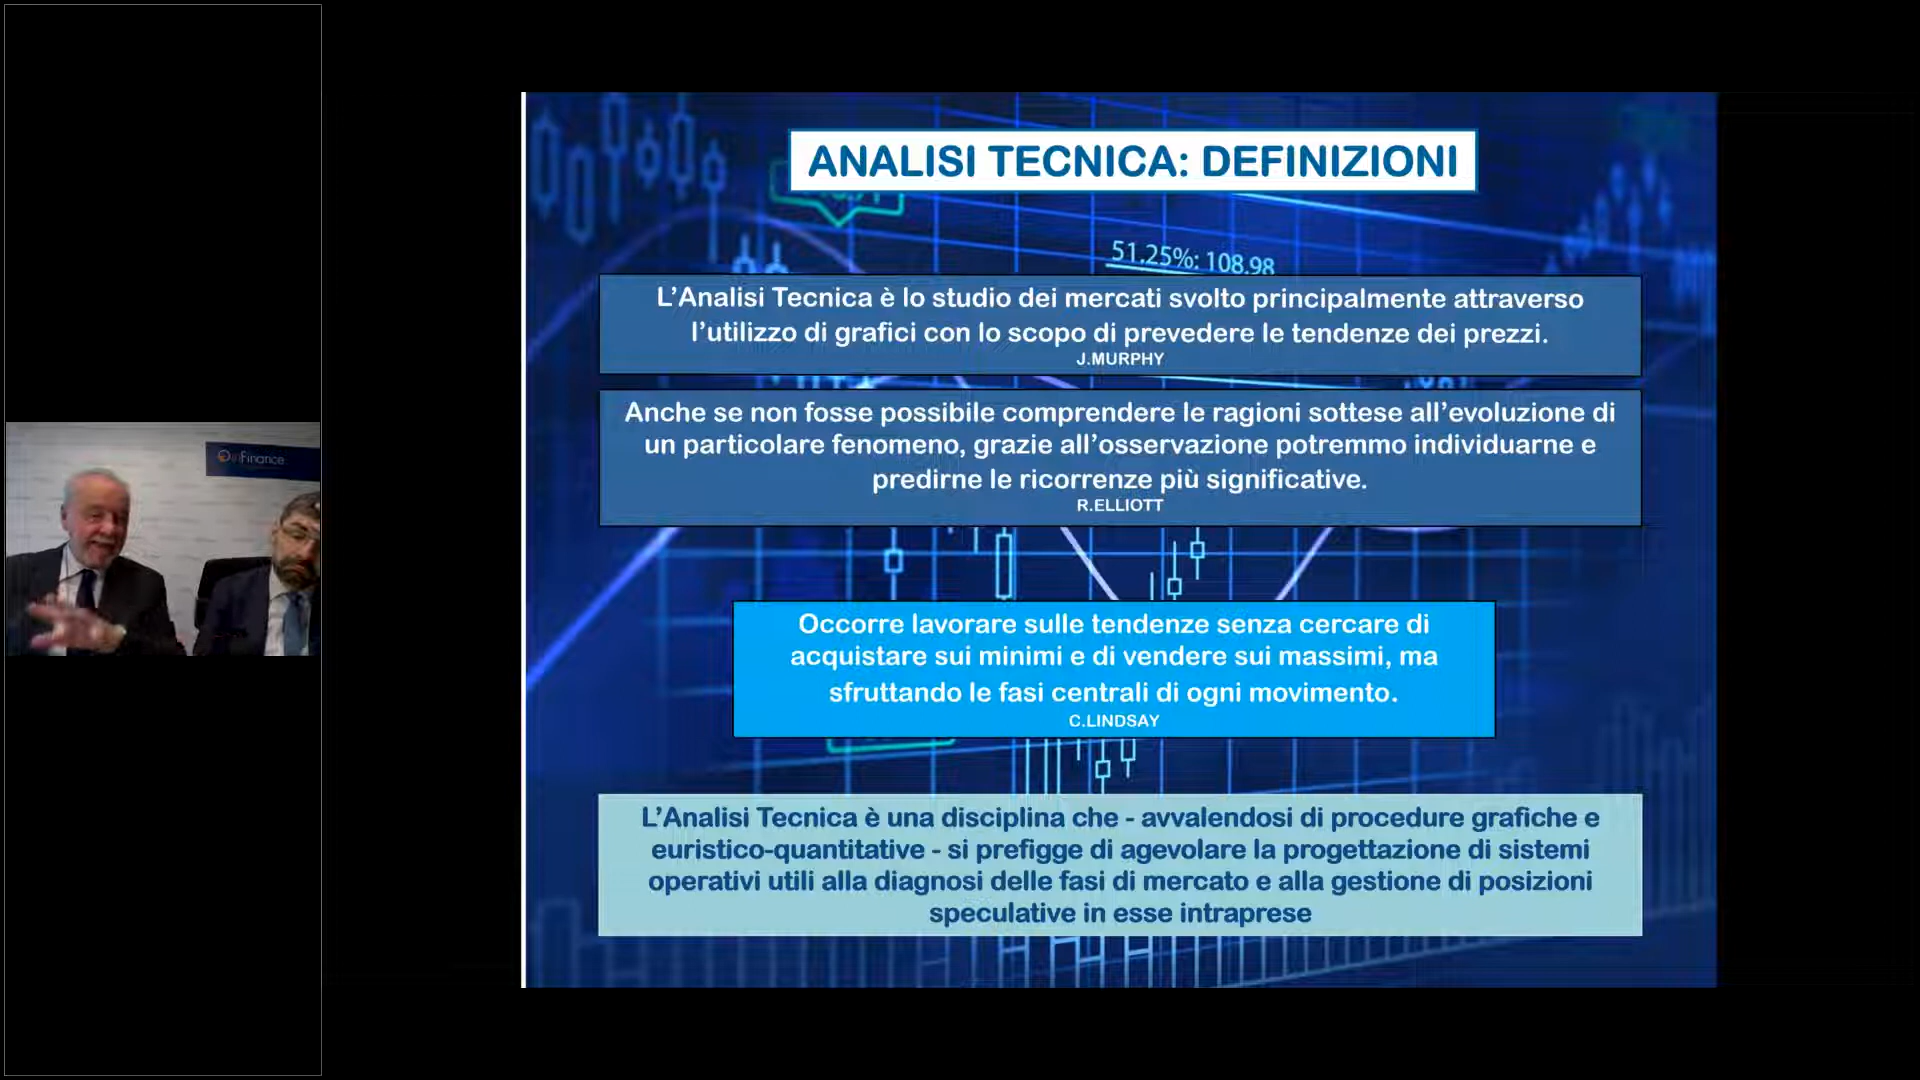 inFinance
ANALISI TECNICA: DEFINIZIONI
51.25%: 108.98
L’Analisi Tecnica è lo studio dei mercati svolto principalmente attraverso
l’utilizzo di grafici con lo scopo di prevedere le tendenze dei prezzi.
J.MURPHY
Anche se non fosse possibile comprendere le ragioni sottese all’evoluzione di
un particolare fenomeno, grazie all’osservazione potremmo individuarne e
predirne le ricorrenze più significative.
R.ELLIOTT
Occorre lavorare sulle tendenze senza cercare di
acquistare sui minimi e di vendere sui massimi, ma
sfruttando le fasi centrali di ogni movimento.
C.LINDSAY
L’Analisi Tecnica è una disciplina che - avvalendosi di procedure grafiche e
euristico-quantitative - si prefigge di agevolare la progettazione di sistemi
operativi utili alla diagnosi delle fasi di mercato e alla gestione di posizioni
speculative in esse intraprese